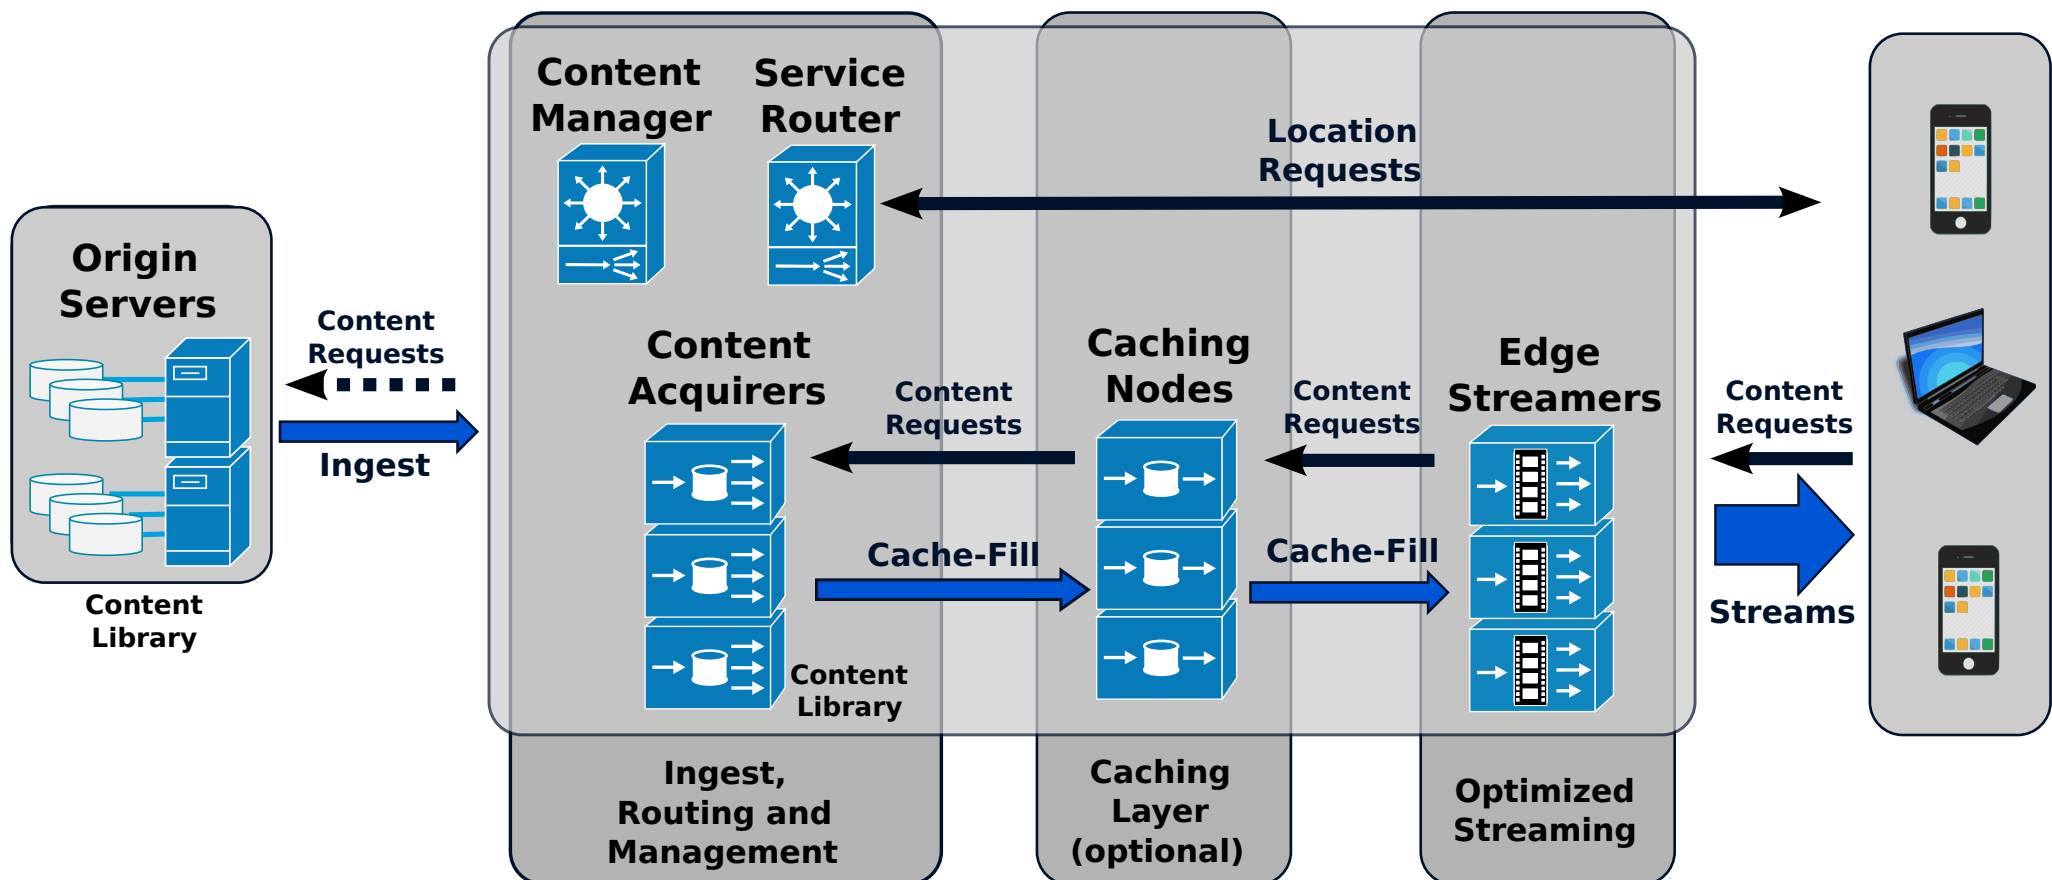 Content
Manager
Service
Router
Location
Requests
Origin
Servers
Content
Requests
Ingest
Content
Library
Content
Acquirers
Content
Requests
Cache-Fill
Content
Library
Caching
Nodes
Content
Requests
Cache-Fill
Edge
Streamers
Content
Requests
Streams
Ingest,
Routing and
Management
Caching
Layer
(optional)
Optimized
Streaming